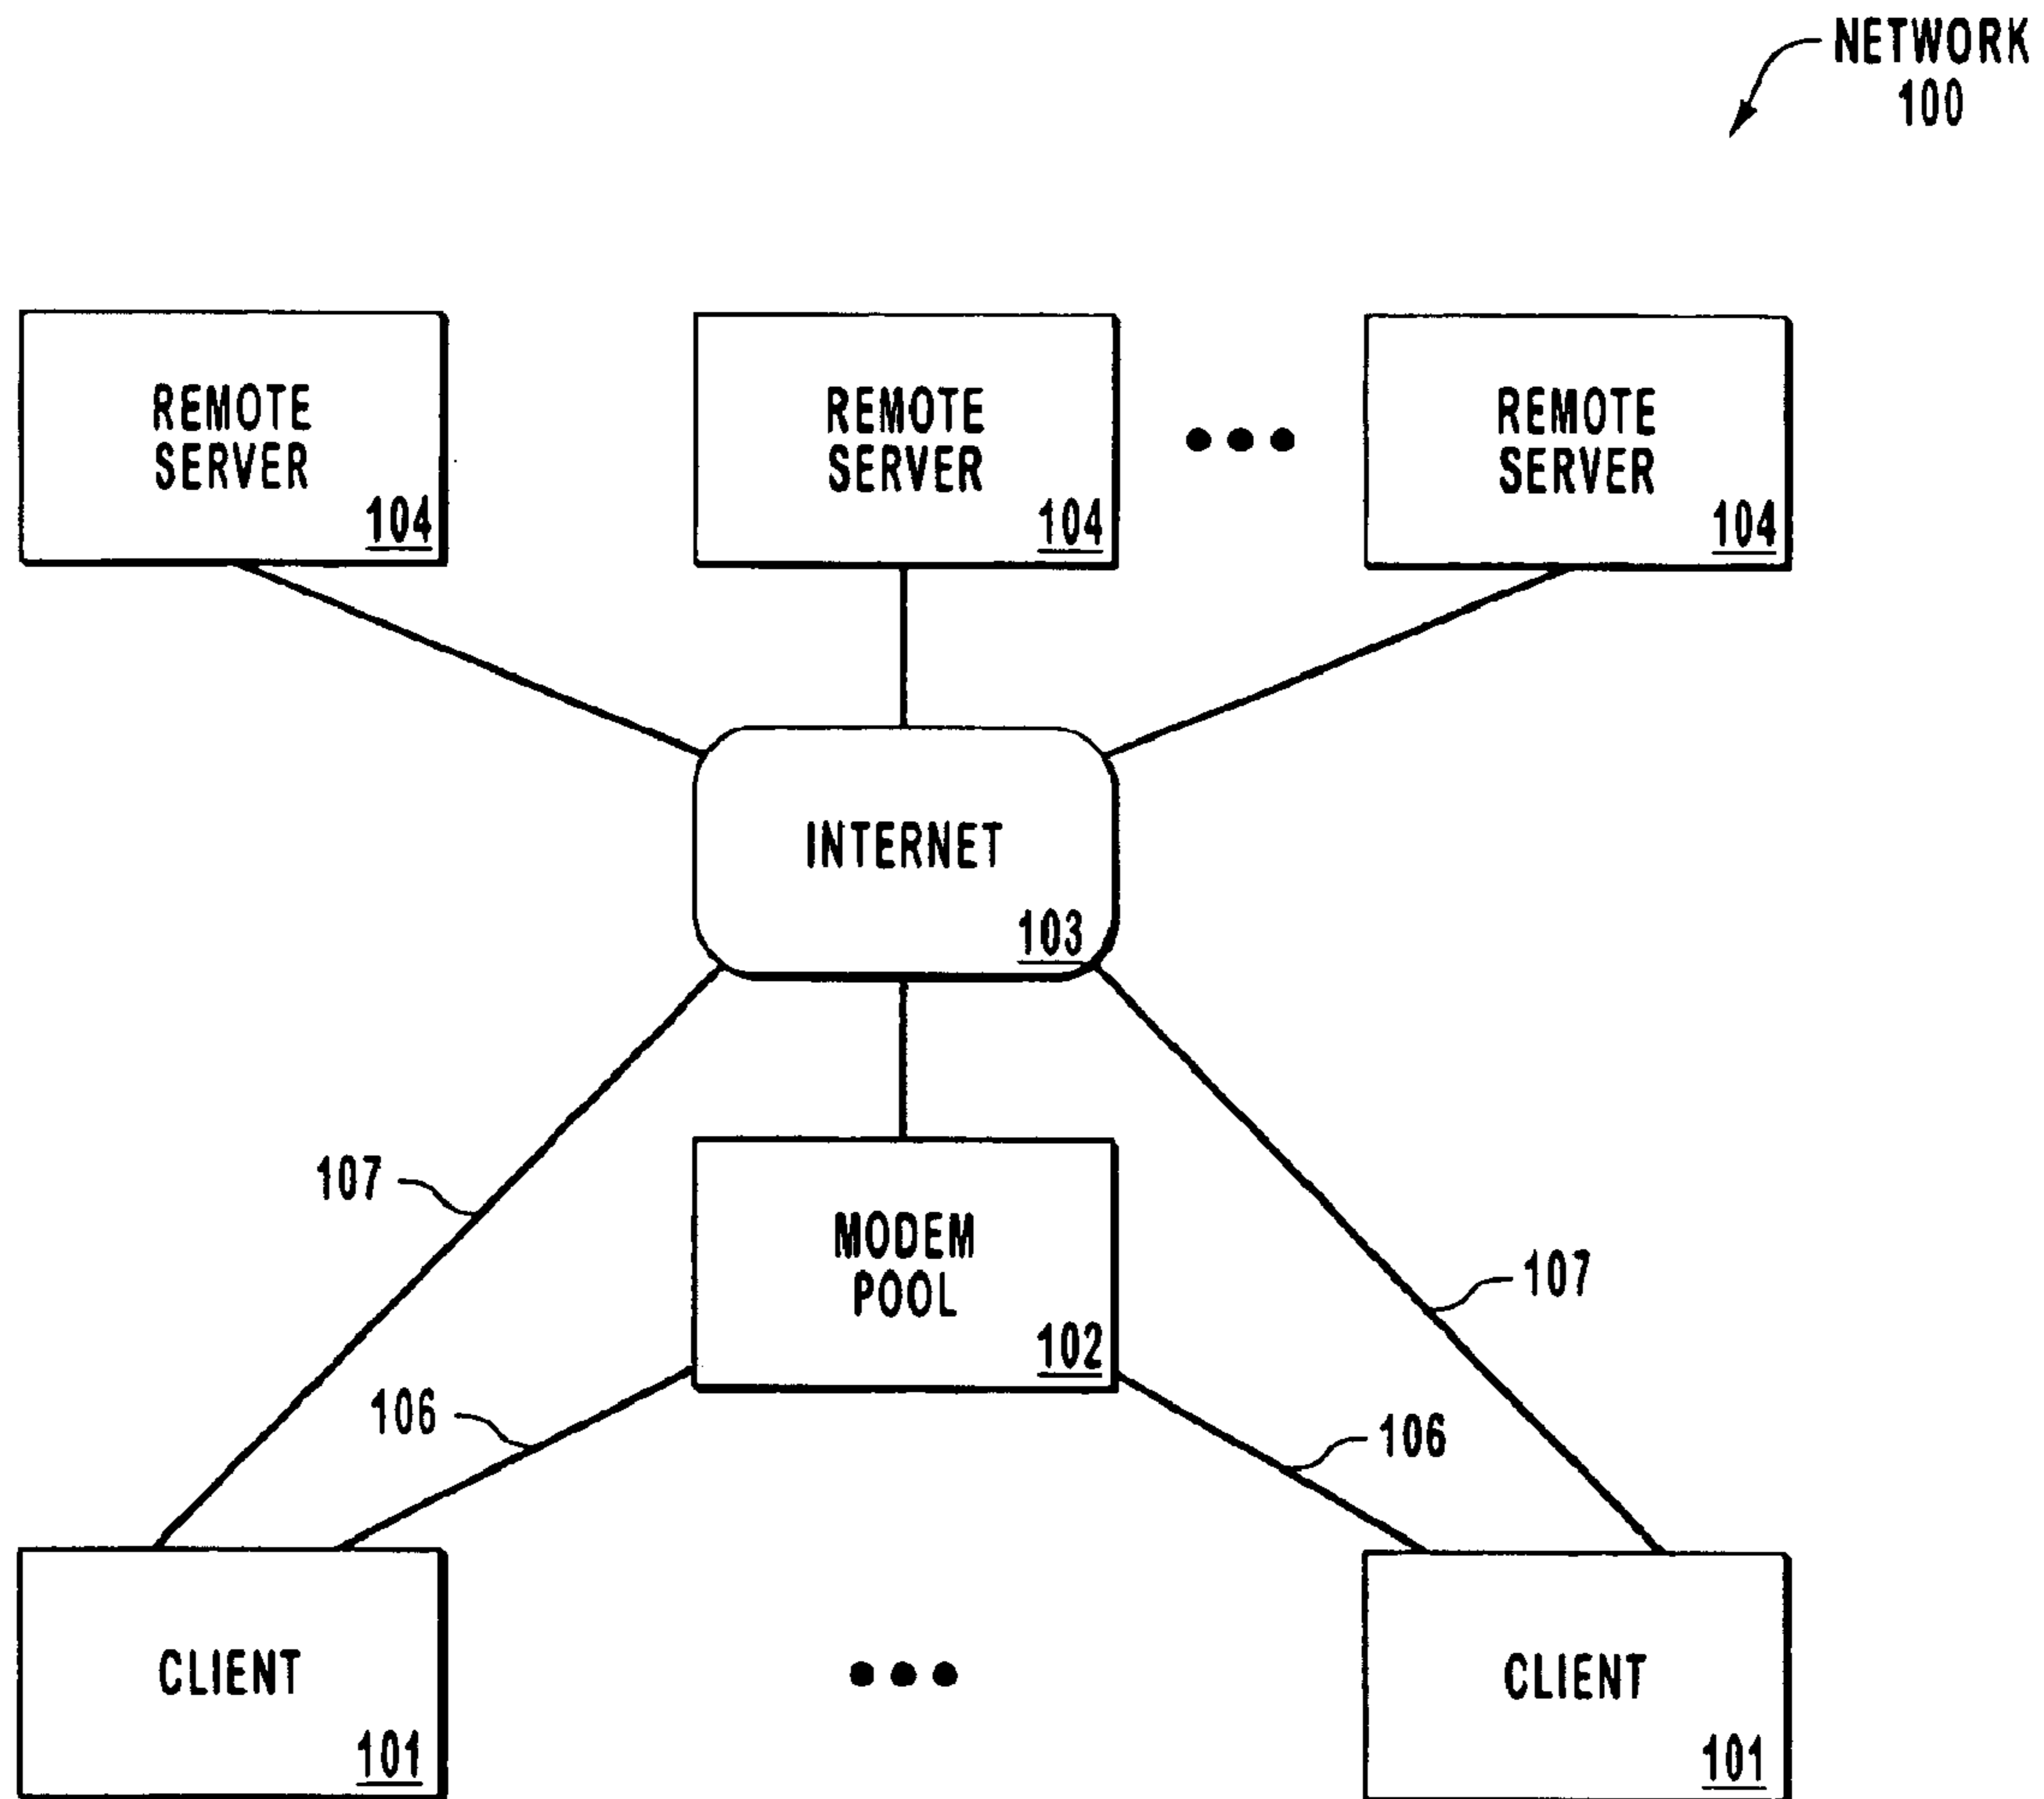 NETWORK
100
REMOTE
SERVER
104
REMOTE
SERVER
104
REMOTE
SERVER
104
INTERNET
103
107
MODEM
POOL
102
107
106
106
CLIENT
101
CLIENT
101